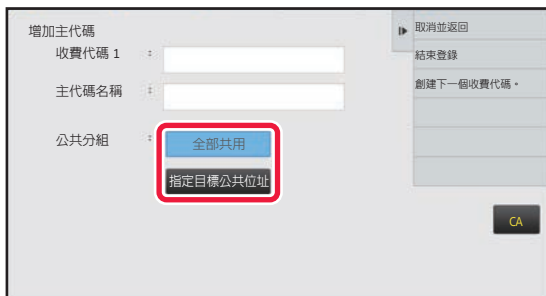 增加主代碼
收費代碼 1 :
主代碼名稱 :
公共分組 :
全部共用
指定目標公共位址
取消並返回
結束登錄
創建下一個收費代碼。
CA